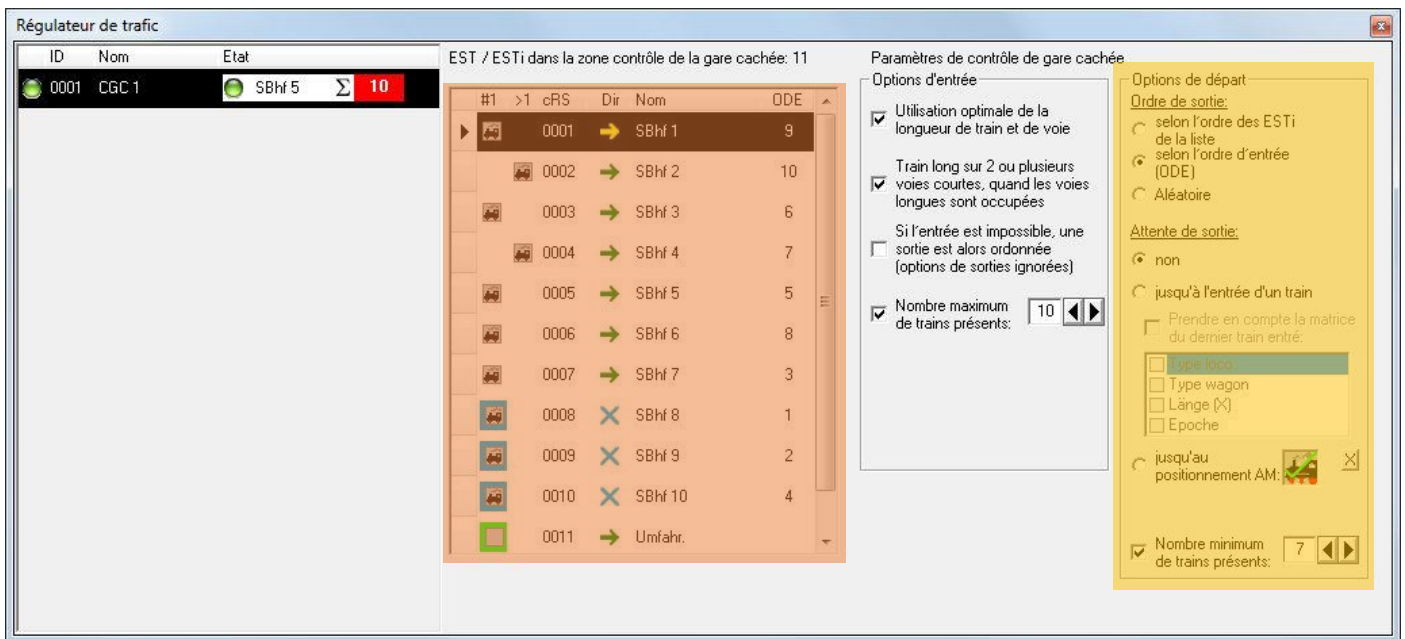 Régulateur de trafic
ID Nom Etat
0001 CGC 1 SBhf 5 Σ 10
EST / ESTi dans la zone contrôle de la gare cachée: 11
#1 >1 cRS Dir Nom ODE
0001 SBhf 1 9
0002 SBhf 2 10
0003 SBhf 3 6
0004 SBhf 4 7
0005 SBhf 5 5
0006 SBhf 6 8
0007 SBhf 7 3
0008 SBhf 8 1
0009 SBhf 9 2
0010 SBhf 10 4
0011 Umfahr.
Paramètres de contrôle de gare cachée
Options d'entrée
Utilisation optimale de la
longueur de train et de voie
Train long sur 2 ou plusieurs
voies courtes, quand les voies
longues sont occupées
Si l'entrée est impossible, une
sortie est alors ordonnée
(options de sorties ignorées)
Nombre maximum
de trains présents: 10
Options de départ
Ordre de sortie:
selon l'ordre des ESTi
de la liste
selon l'ordre d'entrée
(ODE)
Aléatoire
Attente de sortie:
non
jusqu'à l'entrée d'un train
Prendre en compte la matrice
du dernier train entré:
Type loco
Type wagon
Länge (X)
Epoche
jusqu'au
positionnement AM: X
Nombre minimum
de trains présents: 7